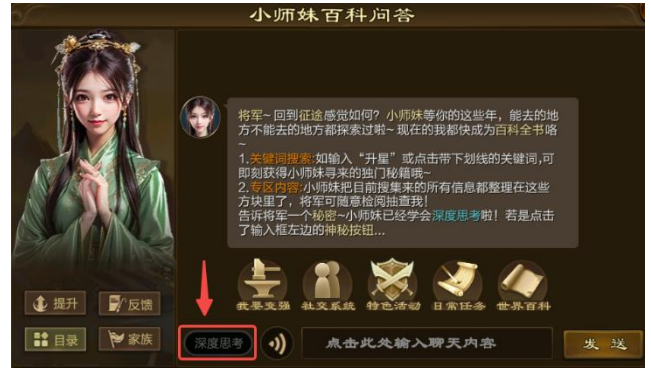 小师妹百科问答
将军~回到征途感觉如何？小师妹等你的这些年，能去的地
方不能去的地方都探索过啦~现在的我都快成为百科全书咯
~
1.关键词搜索:如输入“升星”或点击带下划线的关键词,可
即刻获得小师妹寻来的独门秘籍哦~
2.专区内容:小师妹把目前搜集来的所有信息都整理在这些
方块里了，将军可随意检阅抽查我！
告诉将军一个秘密~小师妹已经学会深度思考啦！若是点击
了输入框左边的神秘按钮...
我要变强 社交系统 特色活动 日常任务 世界百科
提升 反馈
目录 家族
深度思考 点击此处输入聊天内容 发送